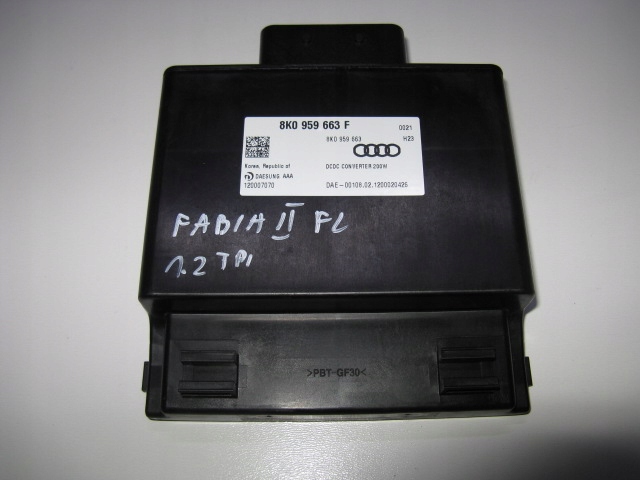 8K0 959 663 F
0021
8K0 959 663
H23
Korea, Republic of
DCDC CONVERTER 200W
DAESUNG AAA
120007070
DAE-00108.02.1200020426
FABIA II FL
1.2 TPI
>PBT-GF30<